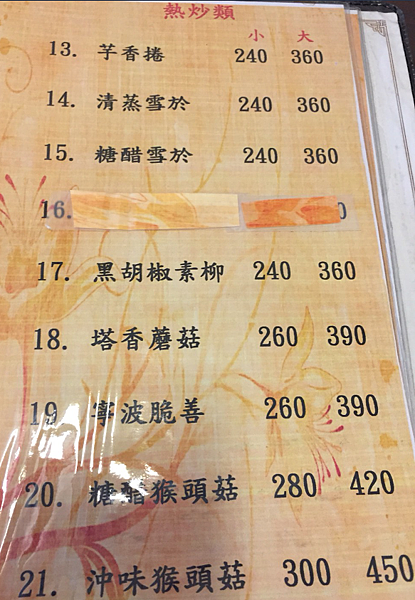 熱炒類
小 大
13. 芋香捲 240 360
14. 清蒸雪於 240 360
15. 糖醋雪於 240 360
16. 0
17. 黑胡椒素柳 240 360
18. 塔香蘑菇 260 390
19 寧波脆善 260 390
20. 糖醋猴頭菇 280 420
21. 沖味猴頭菇 300 450